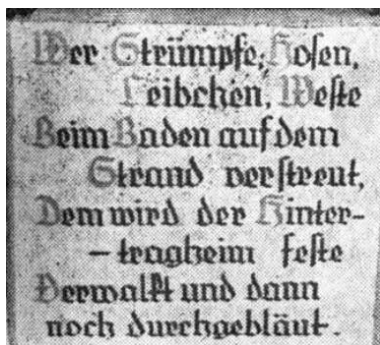 Wer Strümpfe, Hosen,
Leibchen, Weste
Beim Baden auf dem
Strand verstreut,
Dem wird der Hinter-
- tragheim feste
Verwalkt und dann
noch durchgebläut.